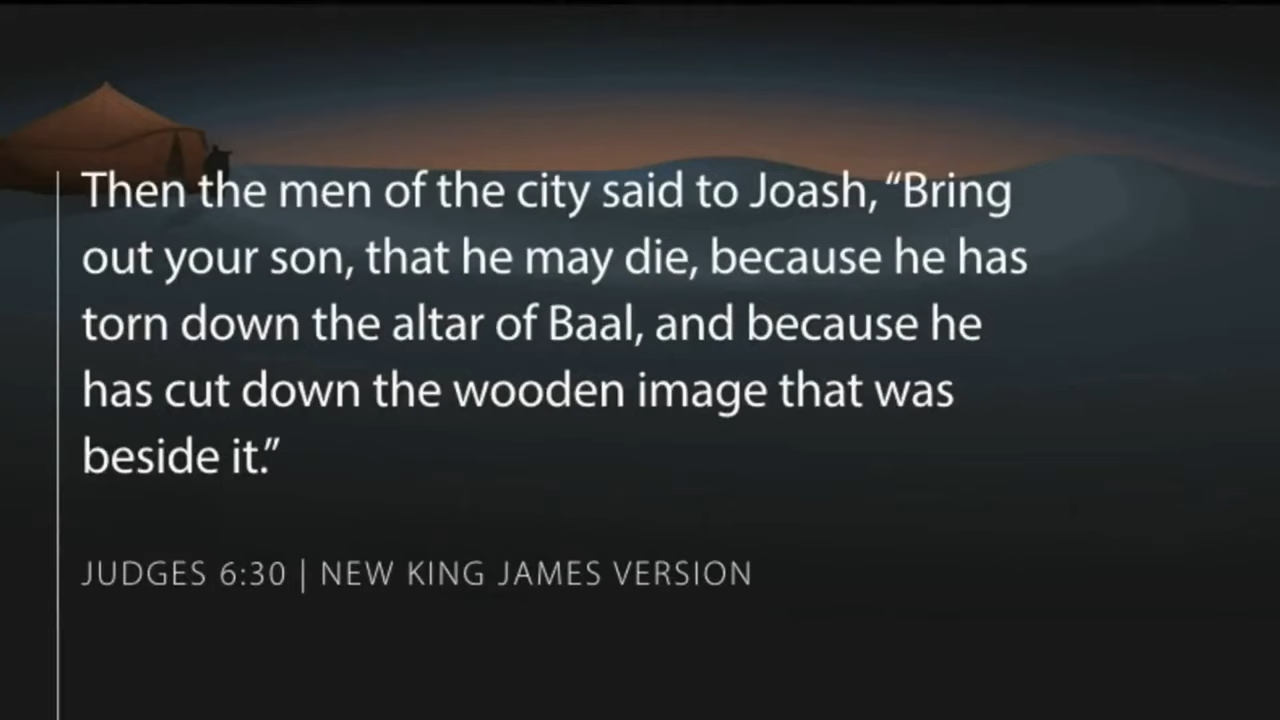 Then the men of the city said to Joash, “Bring
out your son, that he may die, because he has
torn down the altar of Baal, and because he
has cut down the wooden image that was
beside it.”
JUDGES 6:30 | NEW KING JAMES VERSION